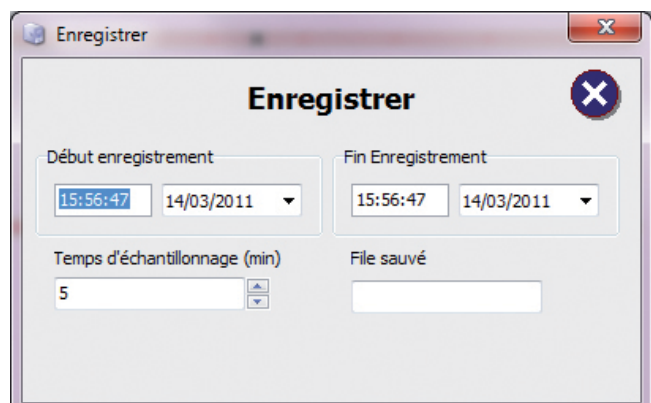 Enregistrer
Enregistrer
Début enregistrement Fin Enregistrement
15:56:47 14/03/2011 15:56:47 14/03/2011
Temps d'échantillonnage (min) File sauvé
5